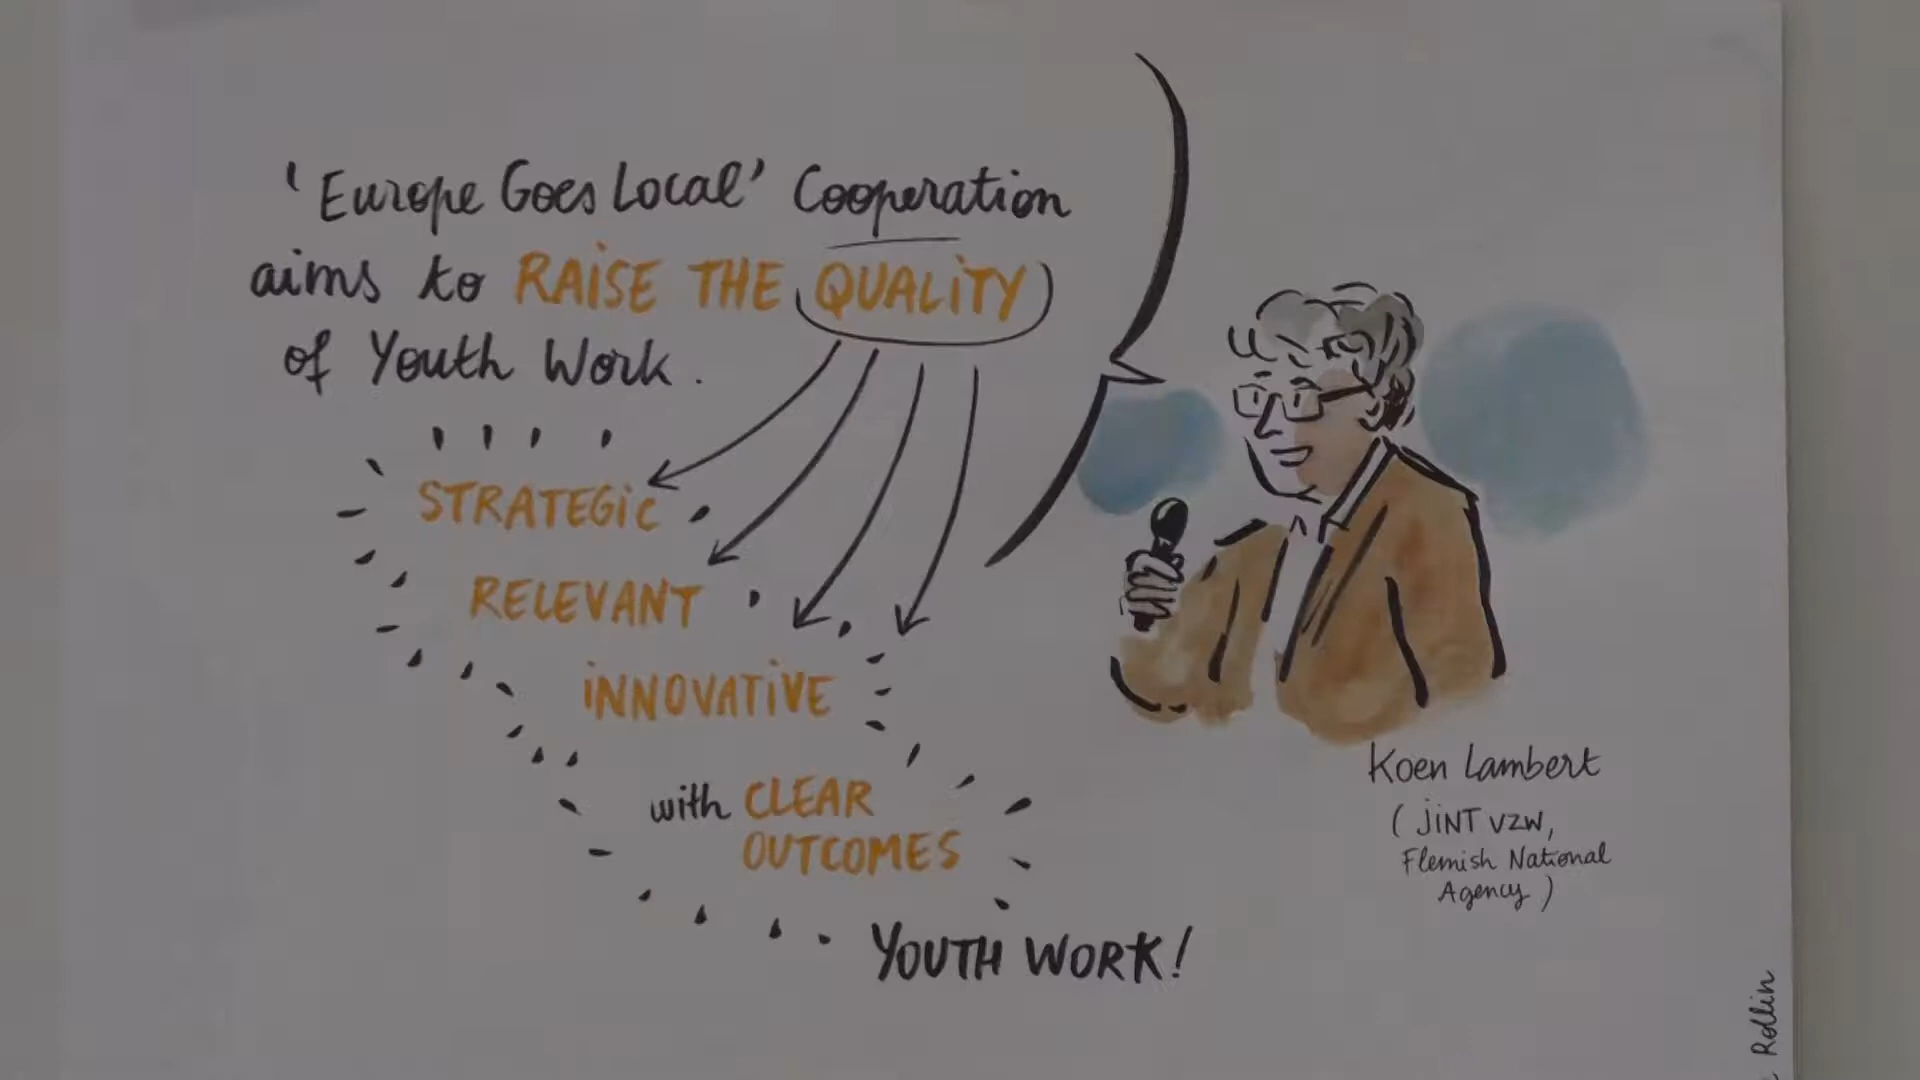 'Europe Goes Local' Cooperation
aims to RAiSE THE QUALiTY
of Youth Work.
STRATEGiC
RELEVANT
iNNOVATiVE
with CLEAR
OUTCOMES
YOUTH WORK!
Koen Lambert
(JiNT VZW,
Flemish National
Agency)
Rollin